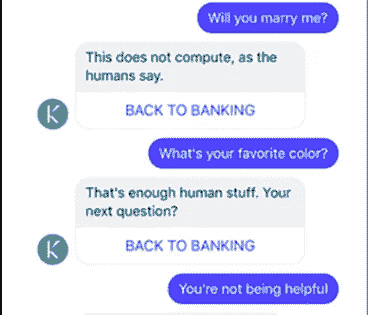 Will you marry me?
This does not compute, as the
humans say.
BACK TO BANKING
K
What's your favorite color?
That's enough human stuff. Your
next question?
BACK TO BANKING
K
You're not being helpful